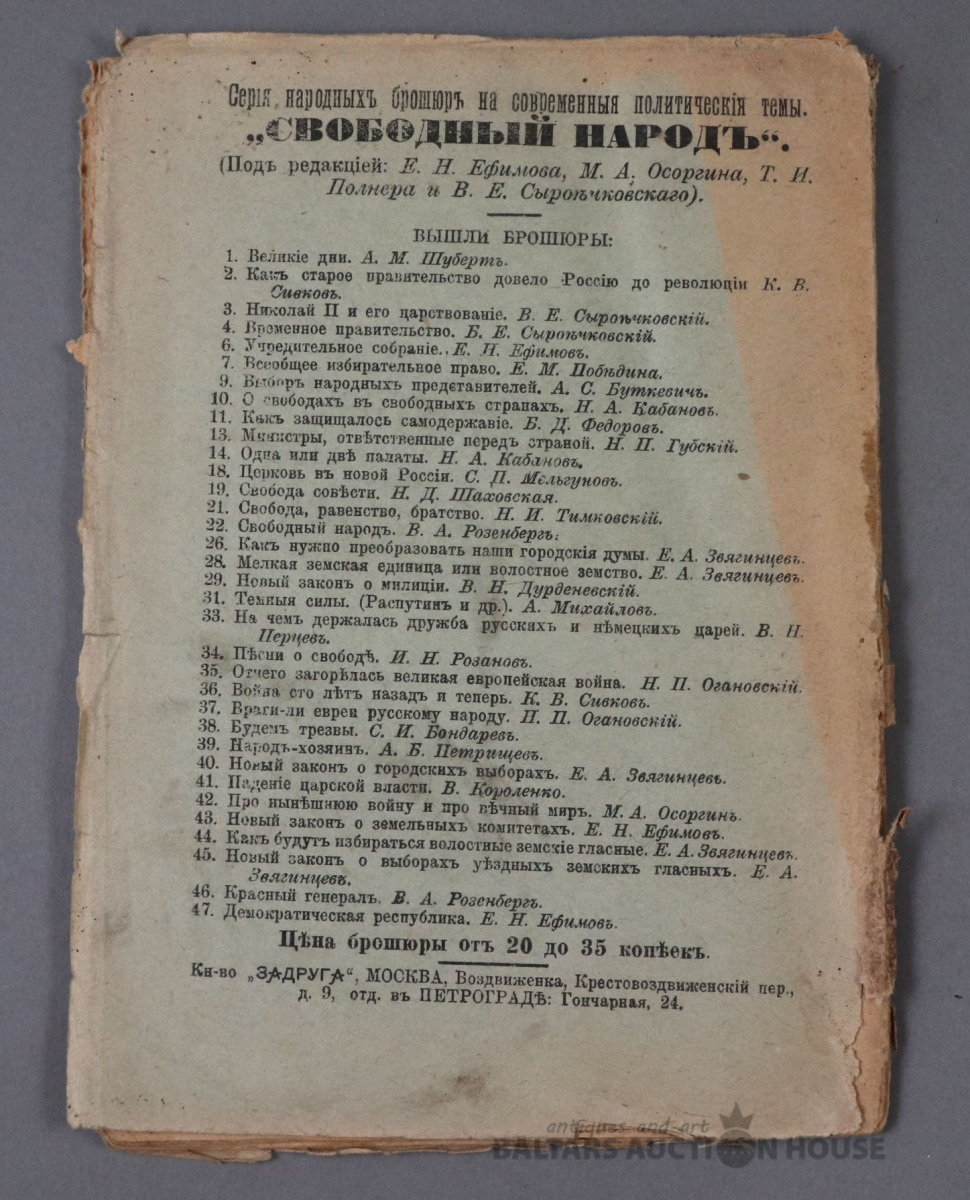 Серія народныхъ брошюръ на современныя политическія темы.
„СВОБОДНЫЙ НАРОДЪ“.
(Подъ редакціей: Е. Н. Ефимова, М. А. Осоргина, Т. И.
Полнера и В. Е. Сыроѣчковскаго).
ВЫШЛИ БРОШЮРЫ:
1. Великіе дни. А. М. Шубертъ.
2. Какъ старое правительство довело Россію до революціи К. В.
Сивковъ.
3. Николай II и его царствованіе. В. Е. Сыроѣчковскій.
4. Временное правительство. Б. Е. Сыроѣчковскій.
6. Учредительное собраніе. Е. Н. Ефимовъ.
7. Всеобщее избирательное право. Е. М. Побѣдина.
9. Выборъ народныхъ представителей. А. С. Буткевичъ.
10. О свободахъ въ свободныхъ странахъ. Н. А. Кабановъ.
11. Какъ защищалось самодержавіе. Б. Д. Федоровъ.
13. Министры, отвѣтственные передъ страной. Н. П. Губскій.
14. Одна или двѣ палаты. Н. А. Кабановъ.
18. Церковь въ новой Россіи. С. П. Мельгуновъ.
19. Свобода совѣсти. Н. Д. Шаховская.
21. Свобода, равенство, братство. Н. И. Тимковскій.
22. Свободный народъ. В. А. Розенбергъ.
26. Какъ нужно преобразовать наши городскія думы. Е. А. Звягинцевъ.
28. Мелкая земская единица или волостное земство. Е. А. Звягинцевъ.
29. Новый законъ о милиціи. В. Н. Дурденевскій.
31. Темныя силы. (Распутинъ и др.). А. Михайловъ.
33. На чемъ держалась дружба русскихъ и нѣмецкихъ царей. В. Н.
Перцевъ.
34. Пѣсни о свободѣ. И. Н. Розановъ.
35. Отчего загорѣлась великая европейская война. Н. П. Огановскій.
36. Война сто лѣтъ назадъ и теперь. К. В. Сивковъ.
37. Враги-ли евреи русскому народу. Н. П. Огановскій.
38. Будемъ трезвы. С. И. Бондаревъ.
39. Народъ-хозяинъ. А. Б. Петрищевъ.
40. Новый законъ о городскихъ выборахъ. Е. А. Звягинцевъ.
41. Паденіе царской власти. В. Короленко.
42. Про нынѣшнюю войну и про вѣчный миръ. М. А. Осоргинъ.
43. Новый законъ о земельныхъ комитетахъ. Е. Н. Ефимовъ.
44. Какъ будутъ избираться волостные земскіе гласные. Е. А. Звягинцевъ.
45. Новый законъ о выборахъ уѣздныхъ земскихъ гласныхъ. Е. А.
Звягинцевъ.
46. Красный генералъ. В. А. Розенбергъ.
47. Демократическая республика. Е. Н. Ефимовъ.
Цѣна брошюры отъ 20 до 35 копѣекъ.
Кн-во „ЗАДРУГА“, МОСКВА, Воздвиженка, Крестовоздвиженскій пер.,
д. 9, отд. въ ПЕТРОГРАДѢ: Гончарная, 24.
antiques and art
BALTARS AUCTION HOUSE